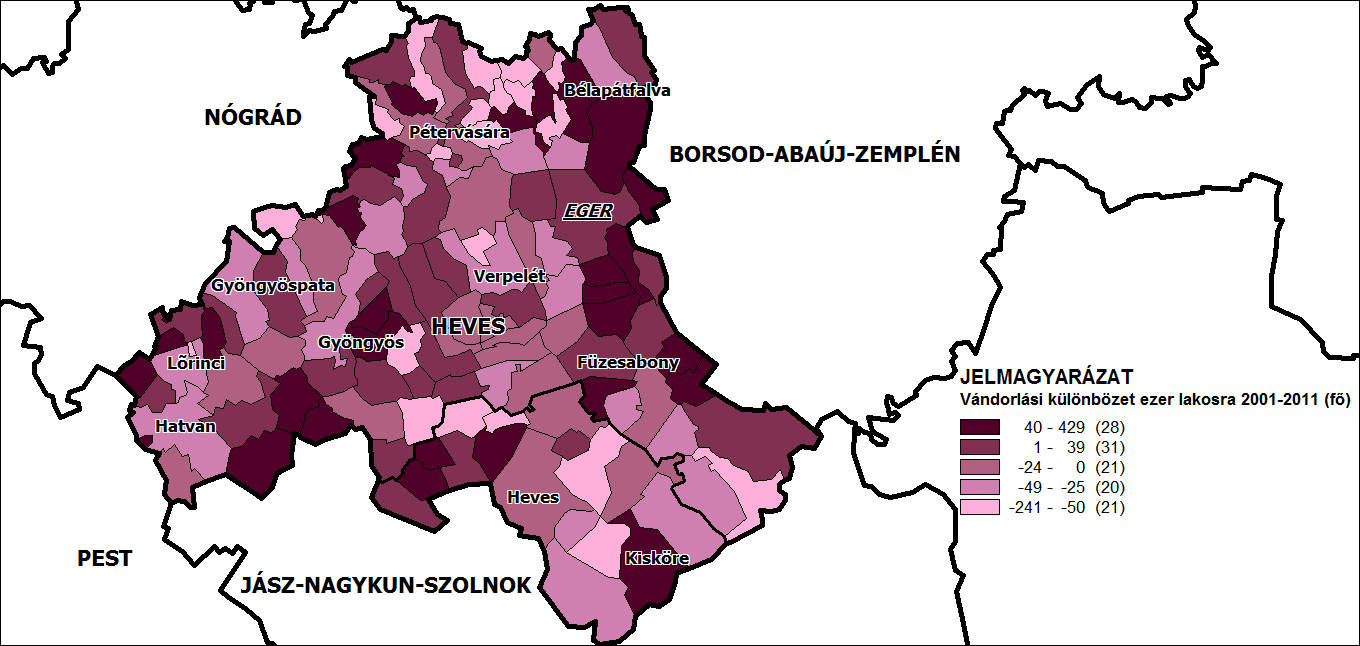 NÓGRÁD
Bélapátfalva
Pétervására
BORSOD-ABAÚJ-ZEMPLÉN
EGER
Verpelét
Gyöngyöspata
HEVES
Gyöngyös
Lőrinci
Füzesabony
Hatvan
Heves
Kisköre
PEST
JÁSZ-NAGYKUN-SZOLNOK
JELMAGYARÁZAT
Vándorlási különbözet ezer lakosra 2001-2011 (fő)
40 - 429 (28)
1 - 39 (31)
-24 - 0 (21)
-49 - -25 (20)
-241 - -50 (21)